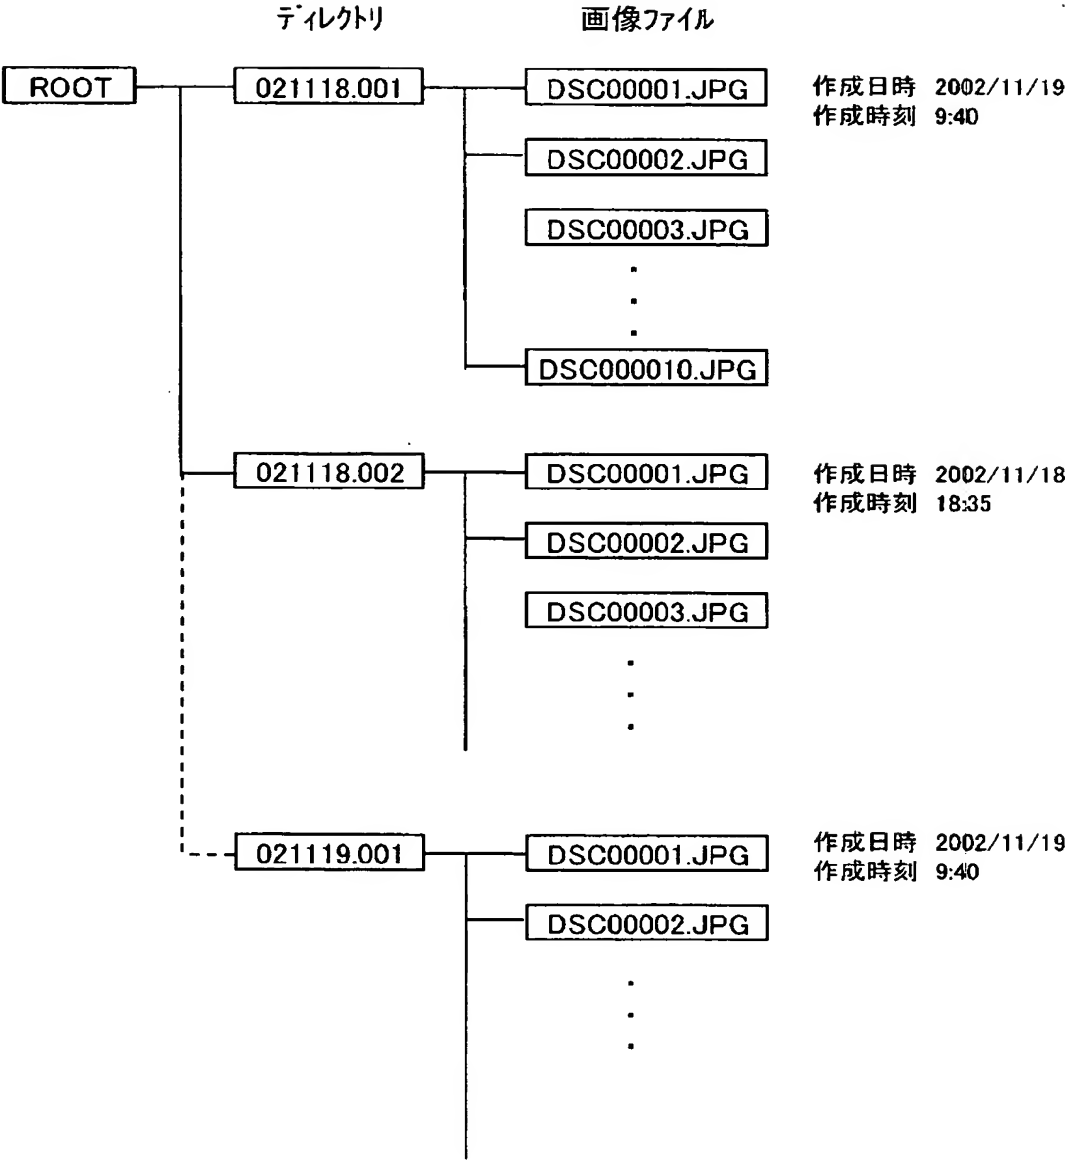 ディレクトリ 画像ファイル
ROOT 021118.001 DSC00001.JPG 作成日時 2002/11/19
作成時刻 9:40
DSC00002.JPG
DSC00003.JPG
DSC000010.JPG
021118.002 DSC00001.JPG 作成日時 2002/11/18
作成時刻 18:35
DSC00002.JPG
DSC00003.JPG
021119.001 DSC00001.JPG 作成日時 2002/11/19
作成時刻 9:40
DSC00002.JPG